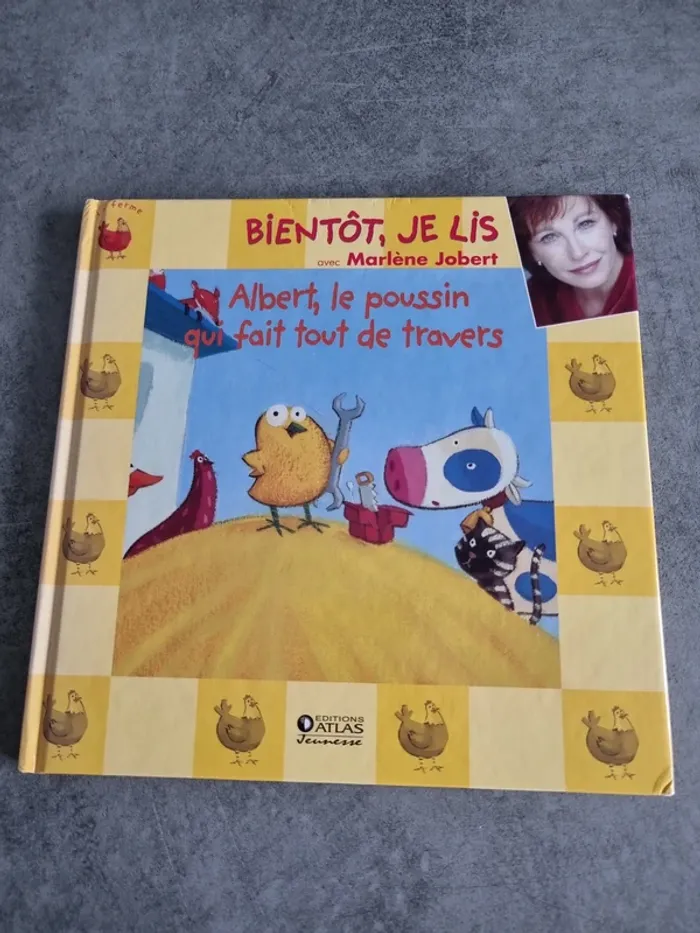 ferme
BIENTÔT, JE LIS
avec Marlène Jobert
Albert, le poussin
qui fait tout de travers
EDITIONS
ATLAS
Jeunesse